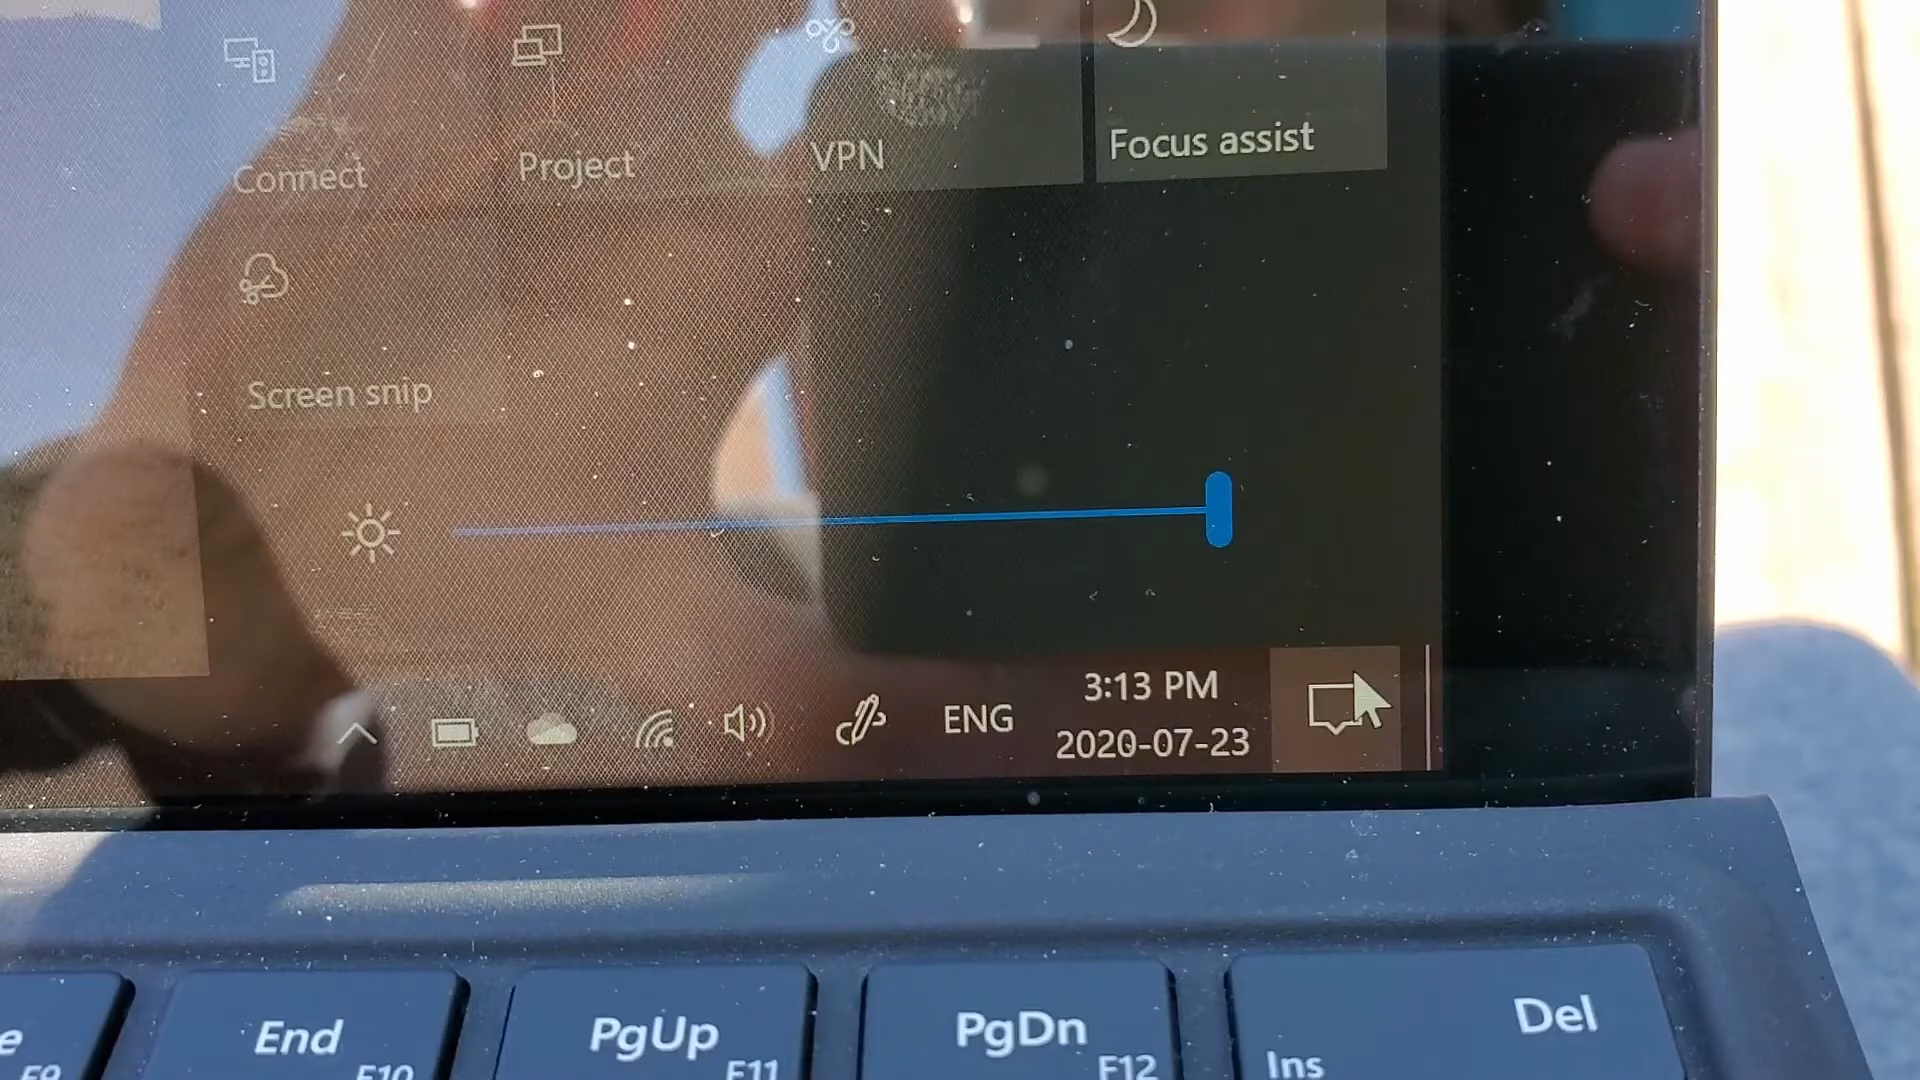 Connect
Project
VPN
Focus assist
Screen snip
ENG
3:13 PM
2020-07-23
e
F9
End
F10
PgUp
F11
PgDn
F12
Ins
Del